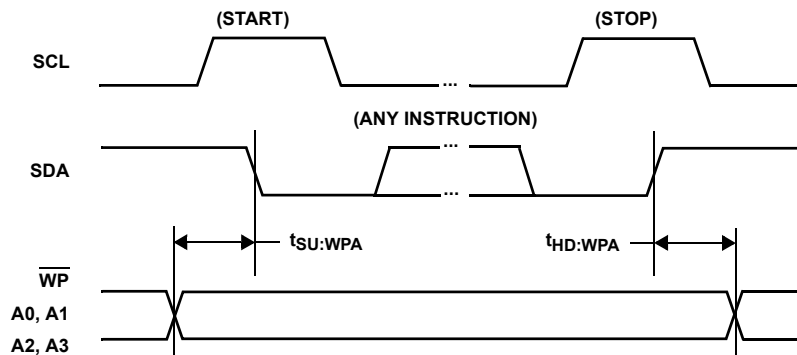 (START) (STOP)
SCL
...
(ANY INSTRUCTION)
...
SDA
...
tSU:WPA tHD:WPA
WP
A0, A1
A2, A3